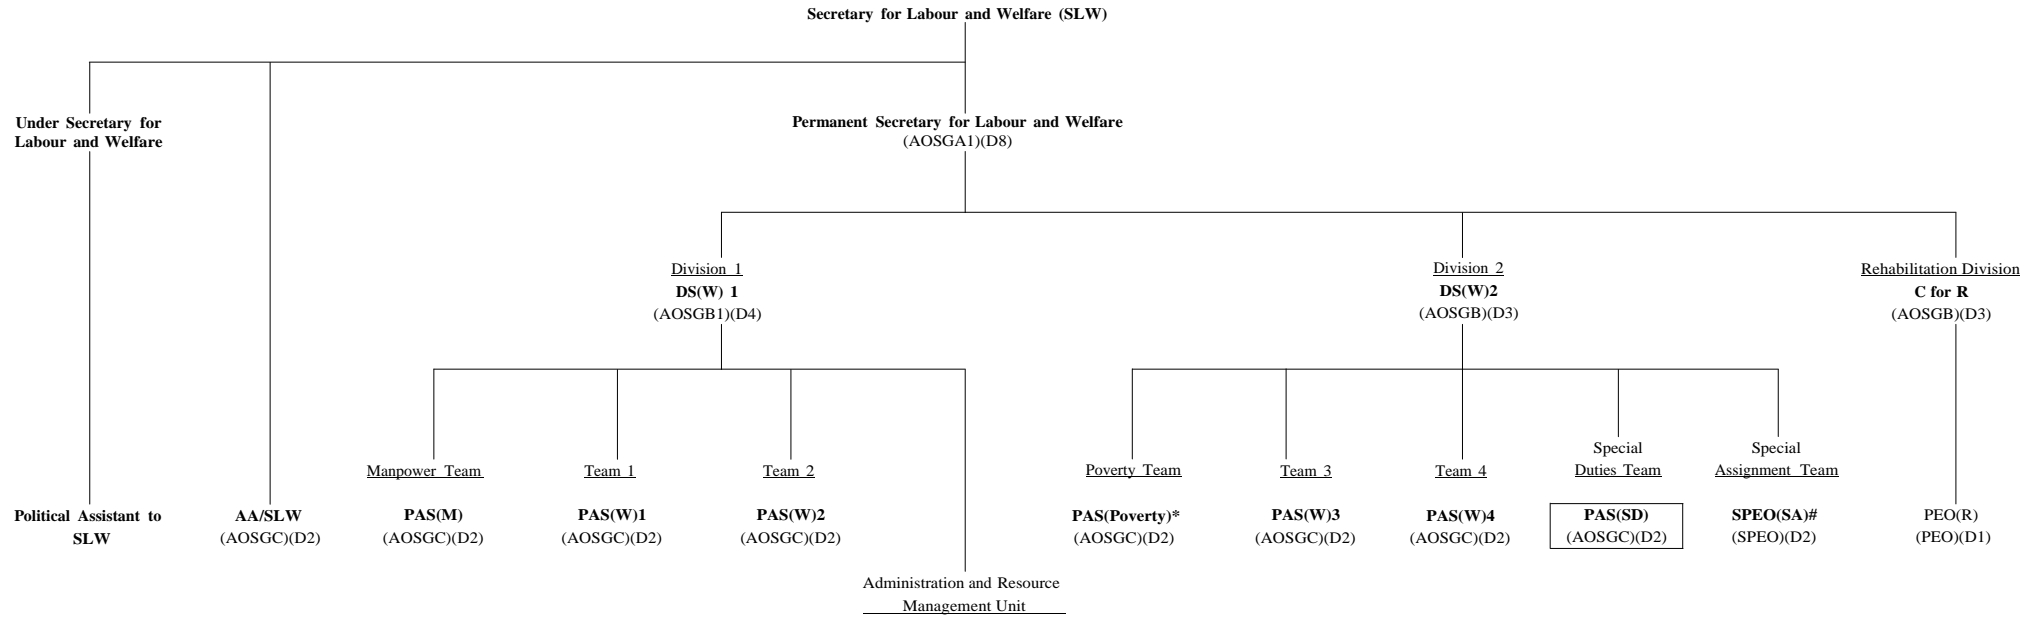 Secretary for Labour and Welfare (SLW)
Under Secretary for
Labour and Welfare
Permanent Secretary for Labour and Welfare
(AOSGA1)(D8)
Division 1
DS(W) 1
(AOSGB1)(D4)
Division 2
DS(W)2
(AOSGB)(D3)
Rehabilitation Division
C for R
(AOSGB)(D3)
Political Assistant to
SLW
AA/SLW
(AOSGC)(D2)
Manpower Team
PAS(M)
(AOSGC)(D2)
Team 1
PAS(W)1
(AOSGC)(D2)
Team 2
PAS(W)2
(AOSGC)(D2)
Administration and Resource
Management Unit
Poverty Team
PAS(Poverty)*
(AOSGC)(D2)
Team 3
PAS(W)3
(AOSGC)(D2)
Team 4
PAS(W)4
(AOSGC)(D2)
Special
Duties Team
PAS(SD)
(AOSGC)(D2)
Special
Assignment Team
SPEO(SA)#
(SPEO)(D2)
PEO(R)
(PEO)(D1)